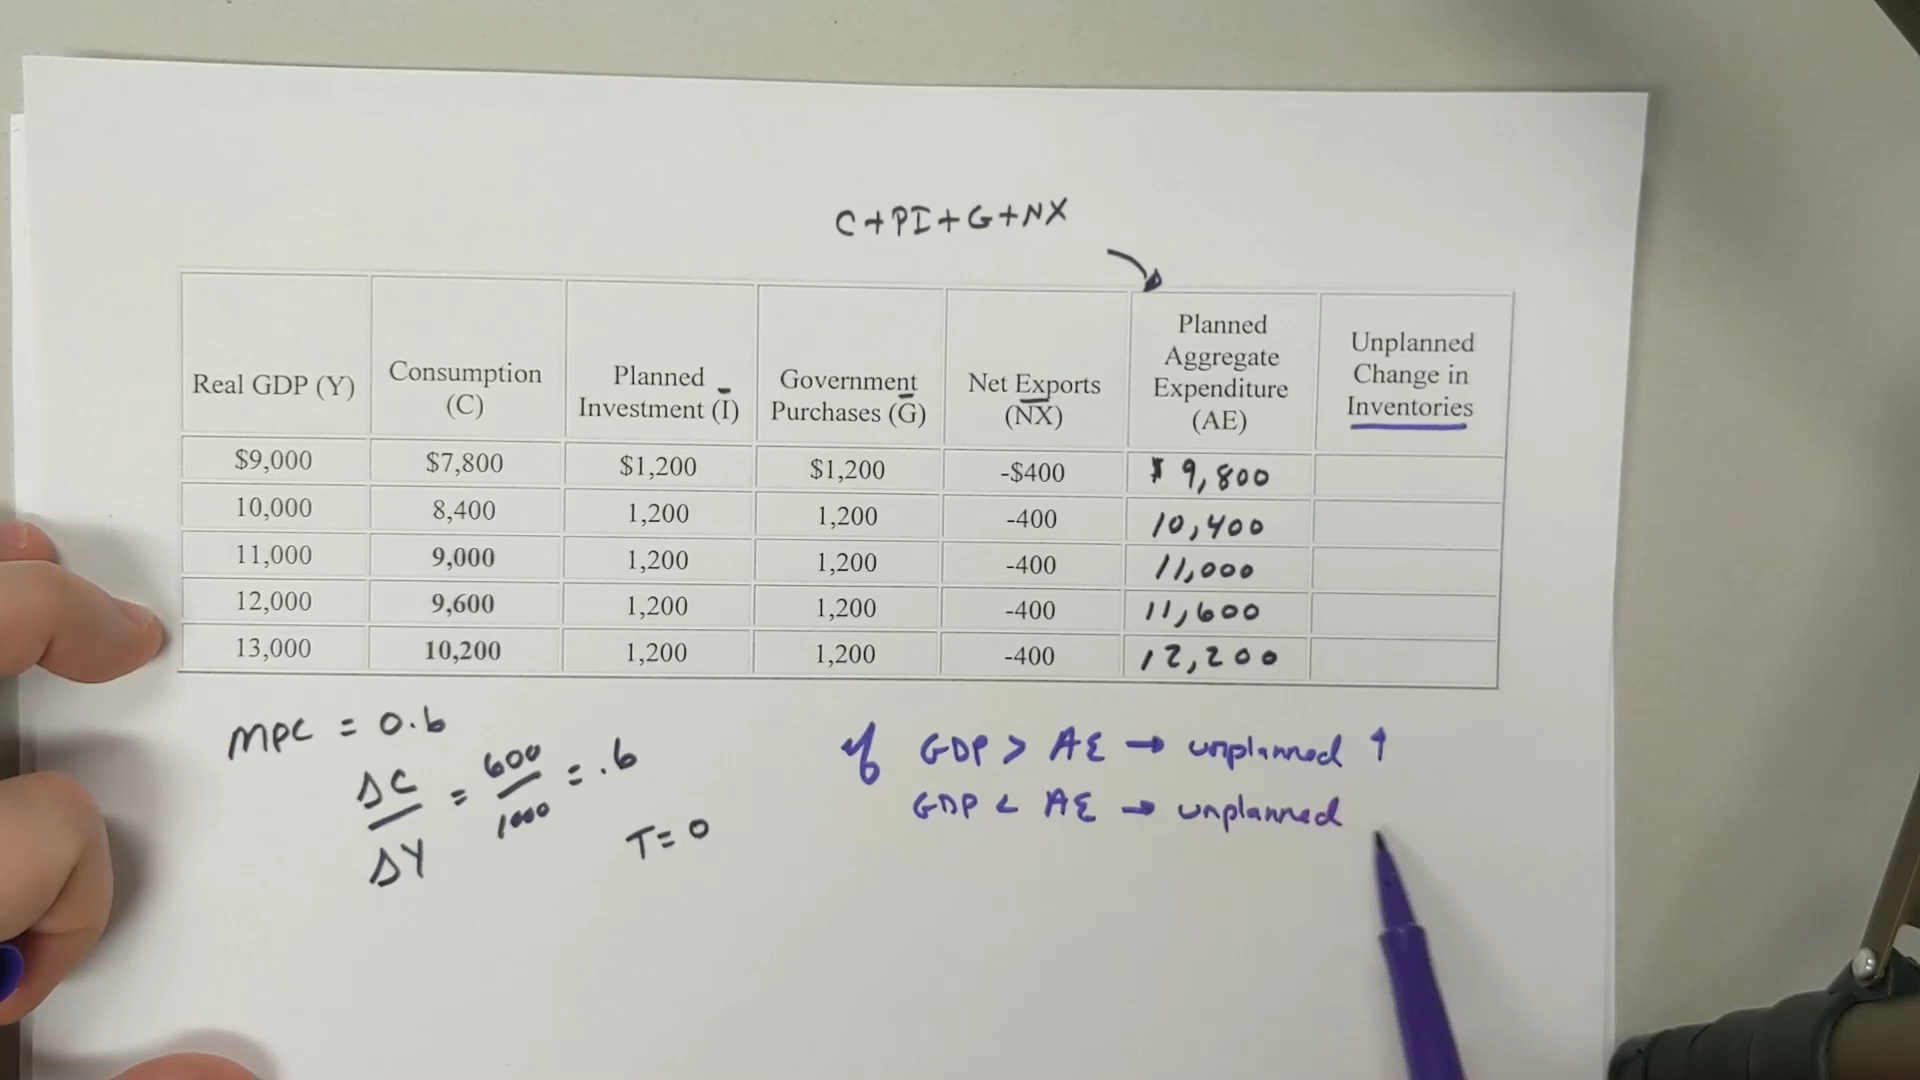 C+PI+G+NX
Real GDP (Y)
Consumption
(C)
Planned
Investment (I)
Government
Purchases (G)
Net Exports
(NX)
Planned
Aggregate
Expenditure
(AE)
Unplanned
Change in
Inventories
$9,000 $7,800 $1,200 $1,200 -$400 $9,800
10,000 8,400 1,200 1,200 -400 10,400
11,000 9,000 1,200 1,200 -400 11,000
12,000 9,600 1,200 1,200 -400 11,600
13,000 10,200 1,200 1,200 -400 12,200
MPC = 0.6
ΔC/ΔY = 600/1000 = .6
T=0
if GDP > AE → unplanned ↑
GDP < AE → unplanned